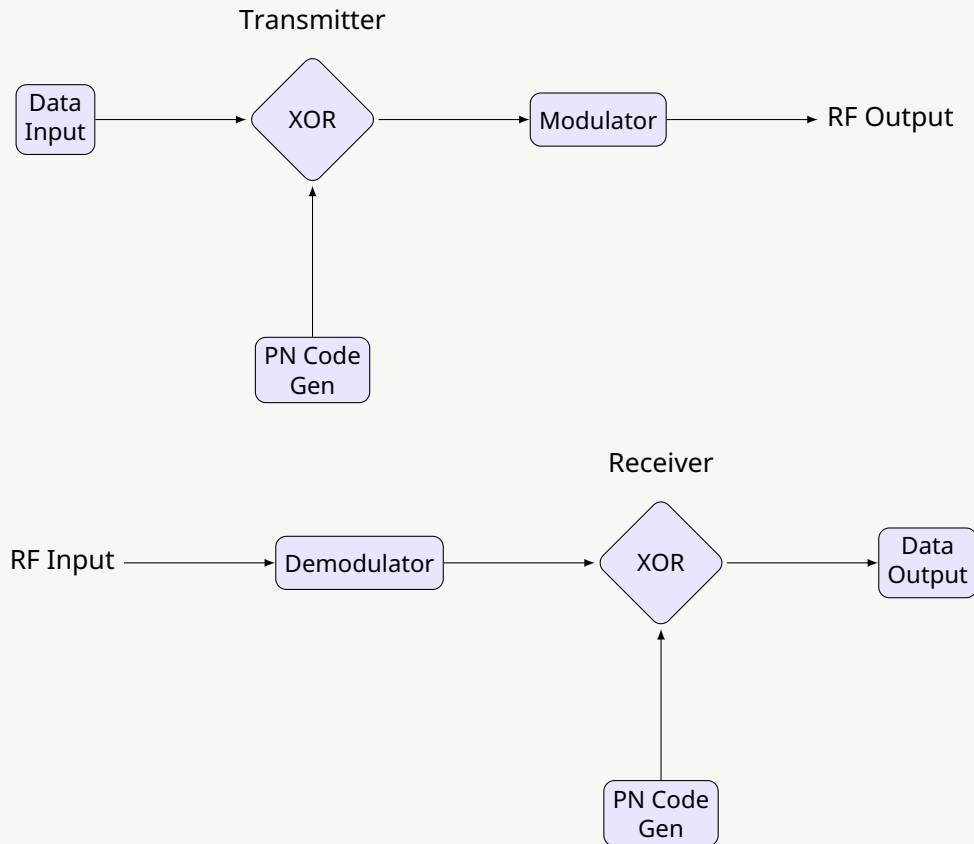 Transmitter
Data
Input
XOR
Modulator
RF Output
PN Code
Gen
Receiver
RF Input
Demodulator
XOR
Data
Output
PN Code
Gen